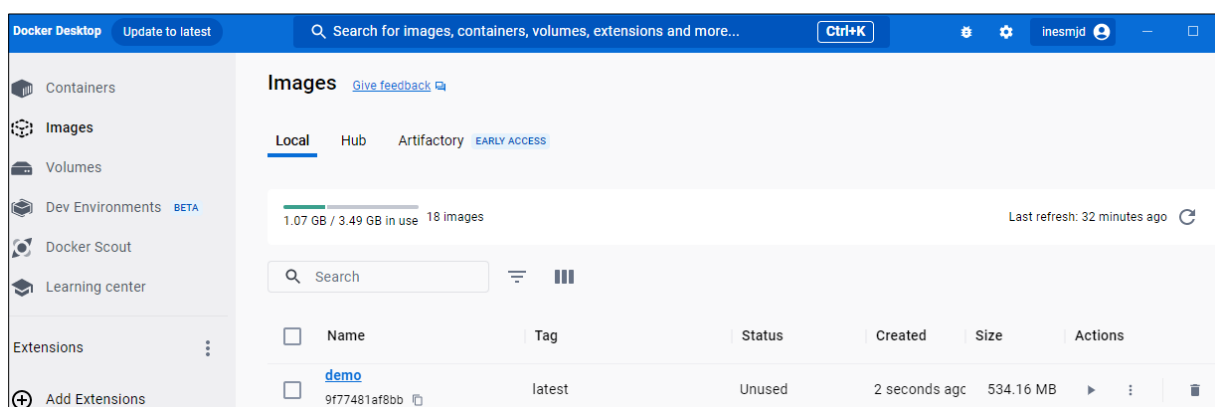 Docker Desktop Update to latest Search for images, containers, volumes, extensions and more... Ctrl+K inesmjd
Containers
Images
Volumes
Dev Environments BETA
Docker Scout
Learning center
Extensions
Add Extensions
Images Give feedback
Local Hub Artifactory EARLY ACCESS
1.07 GB / 3.49 GB in use 18 images Last refresh: 32 minutes ago
Search
Name Tag Status Created Size Actions
demo
9f77481af8bb latest Unused 2 seconds agc 534.16 MB